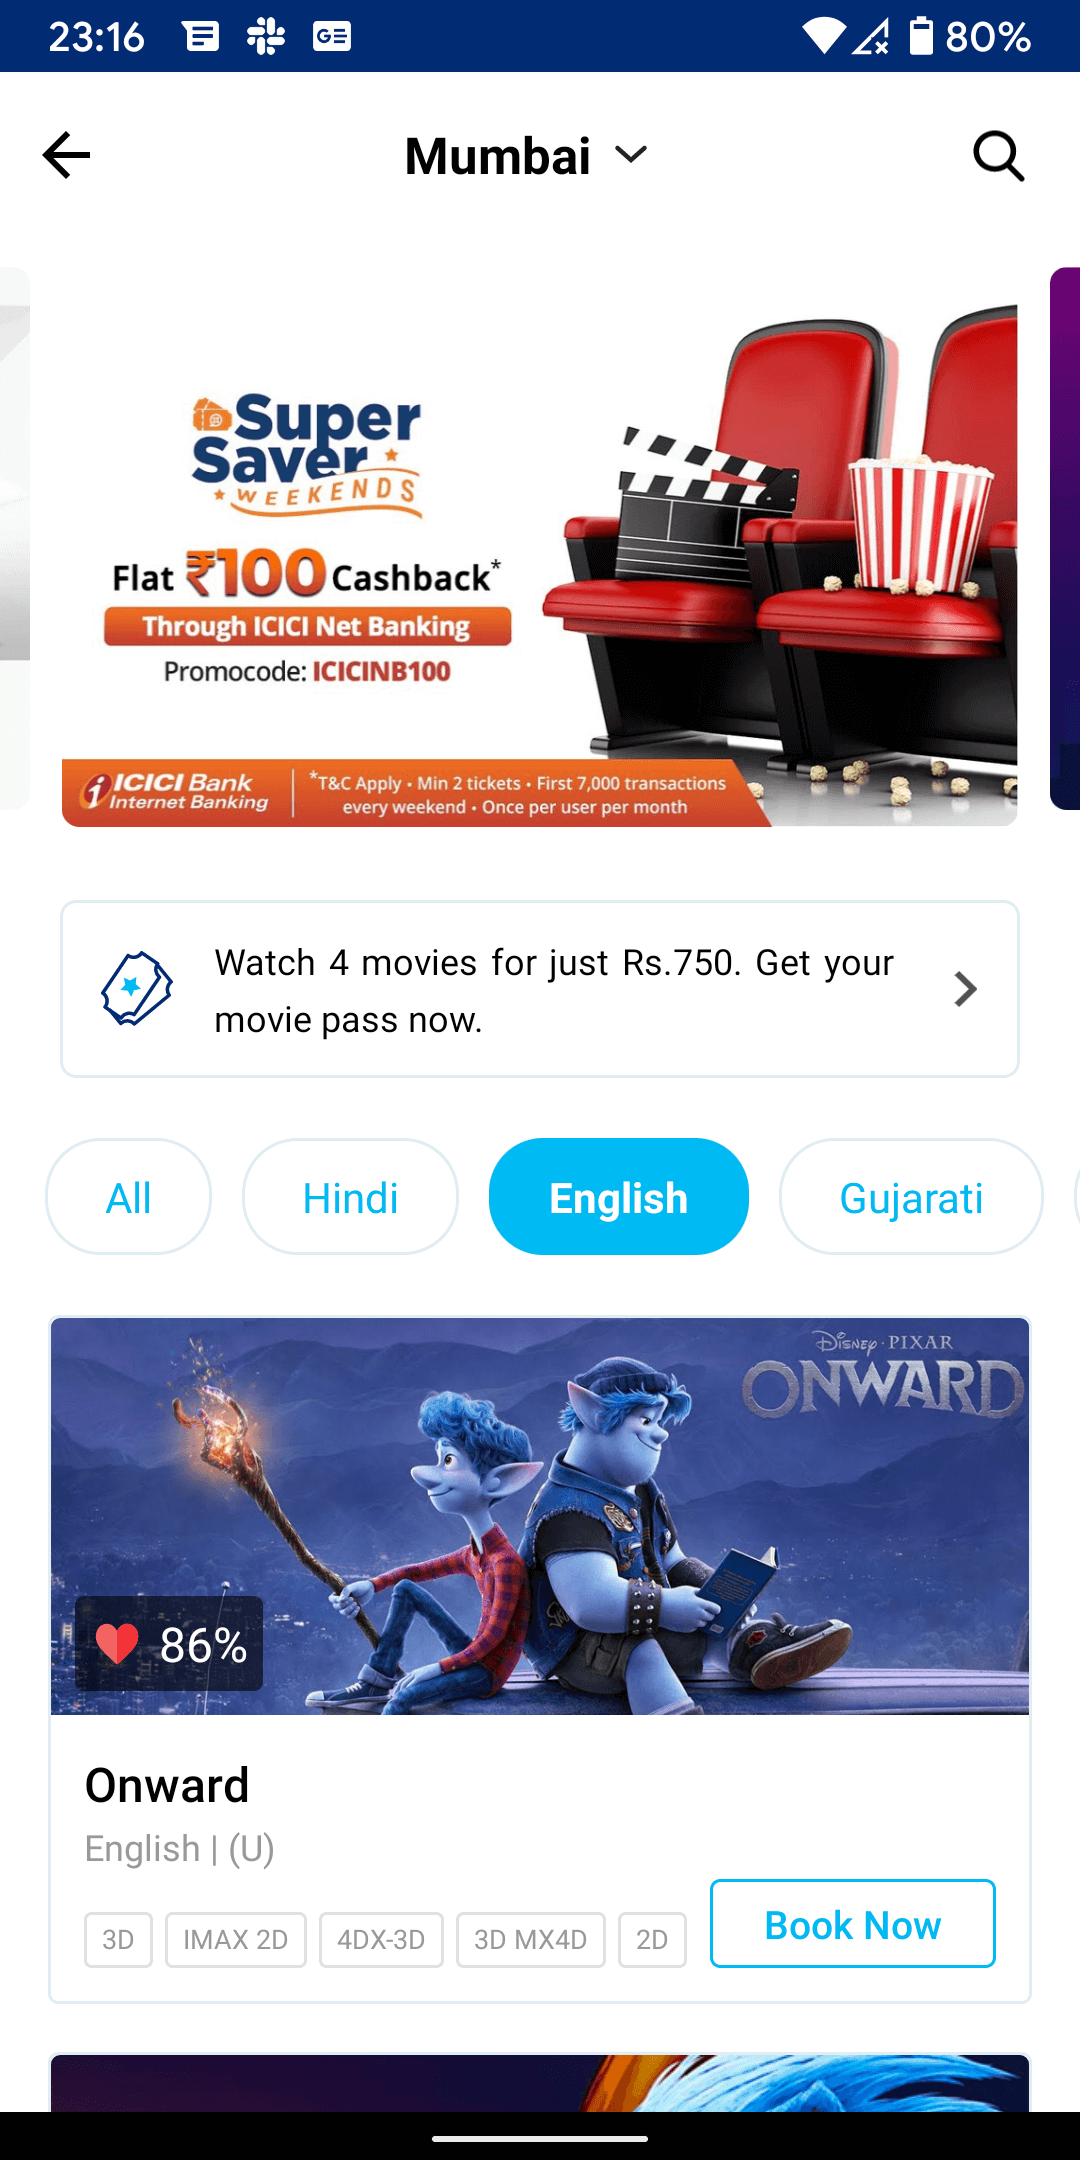 23:16
GE
80%
Mumbai
Super
Saver
WEEKENDS
Flat ₹100 Cashback*
Through ICICI Net Banking
Promocode: ICICINB100
ICICI Bank
Internet Banking
*T&C Apply • Min 2 tickets • First 7,000 transactions
every weekend • Once per user per month
Watch 4 movies for just Rs.750. Get your
movie pass now.
All
Hindi
English
Gujarati
Disney · PIXAR
ONWARD
86%
Onward
English | (U)
3D
IMAX 2D
4DX-3D
3D MX4D
2D
Book Now